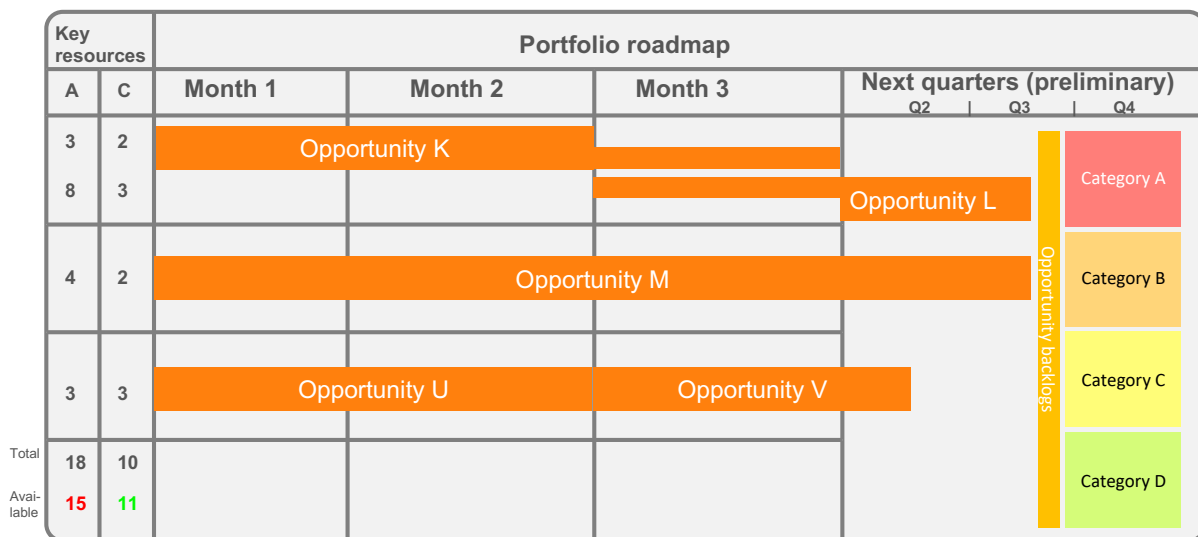 Key
resources
Portfolio roadmap
A C Month 1 Month 2 Month 3 Next quarters (preliminary)
Q2 | Q3 | Q4
3 2 Opportunity K
8 3 Opportunity L
Category A
4 2 Opportunity M
Category B
Opportunity backlogs
3 3 Opportunity U Opportunity V
Category C
Total 18 10
Category D
Avai-
lable 15 11